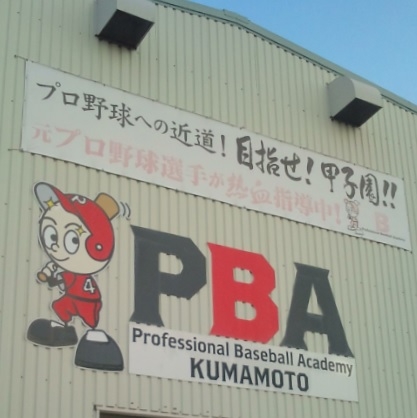 プロ野球への近道!目指せ!甲子園!!
元プロ野球選手が熱血指導中!
B
4
PBA
Professional Baseball Academy
KUMAMOTO